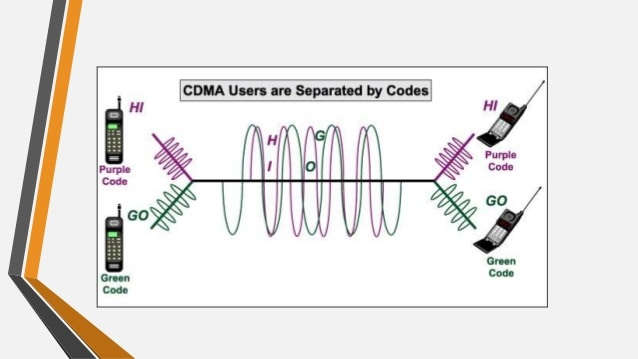 CDMA Users are Separated by Codes
HI
Purple
Code
GO
Green
Code
H G
I O
HI
Purple
Code
GO
Green
Code